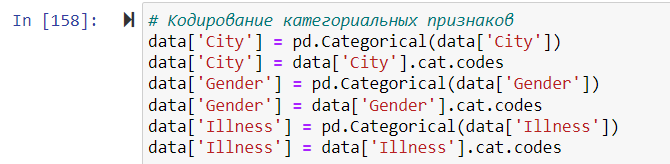 In [158]:
# Кодирование категориальных признаков
data['City'] = pd.Categorical(data['City'])
data['City'] = data['City'].cat.codes
data['Gender'] = pd.Categorical(data['Gender'])
data['Gender'] = data['Gender'].cat.codes
data['Illness'] = pd.Categorical(data['Illness'])
data['Illness'] = data['Illness'].cat.codes